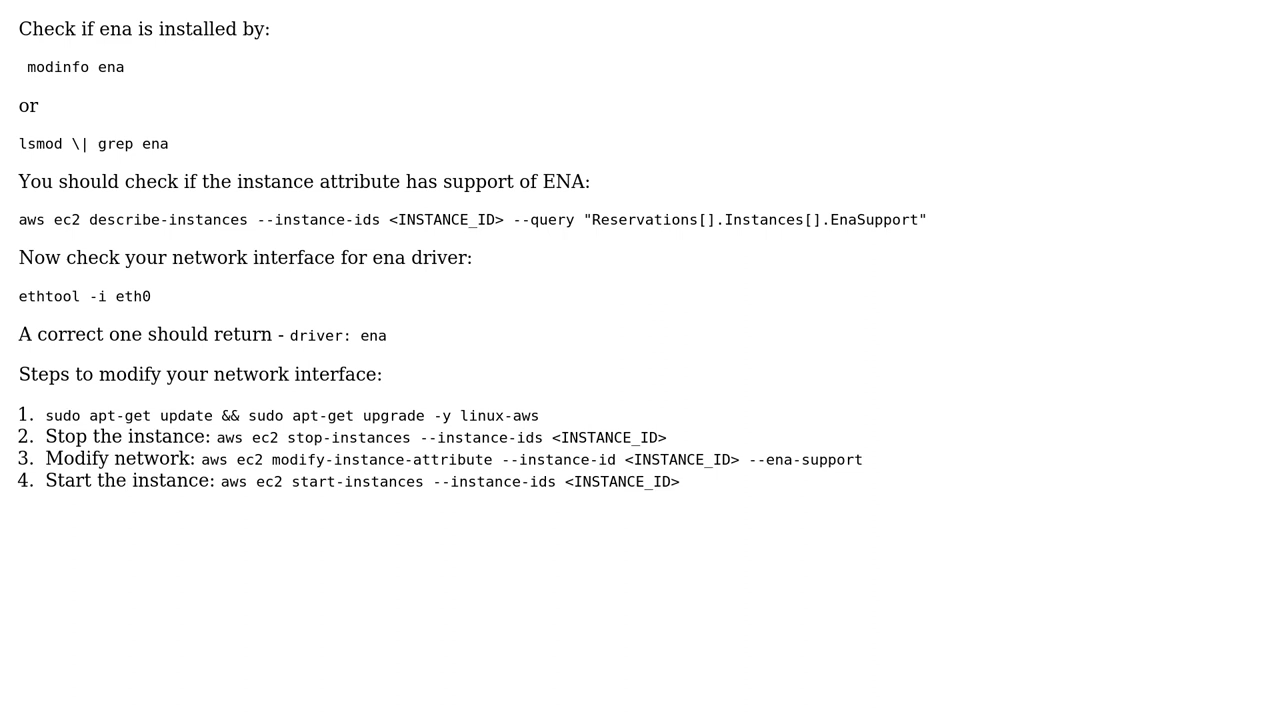 Check if ena is installed by:
modinfo ena
or
lsmod \| grep ena
You should check if the instance attribute has support of ENA:
aws ec2 describe-instances --instance-ids <INSTANCE_ID> --query "Reservations[].Instances[].EnaSupport"
Now check your network interface for ena driver:
ethtool -i eth0
A correct one should return - driver: ena
Steps to modify your network interface:
1. sudo apt-get update && sudo apt-get upgrade -y linux-aws
2. Stop the instance: aws ec2 stop-instances --instance-ids <INSTANCE_ID>
3. Modify network: aws ec2 modify-instance-attribute --instance-id <INSTANCE_ID> --ena-support
4. Start the instance: aws ec2 start-instances --instance-ids <INSTANCE_ID>